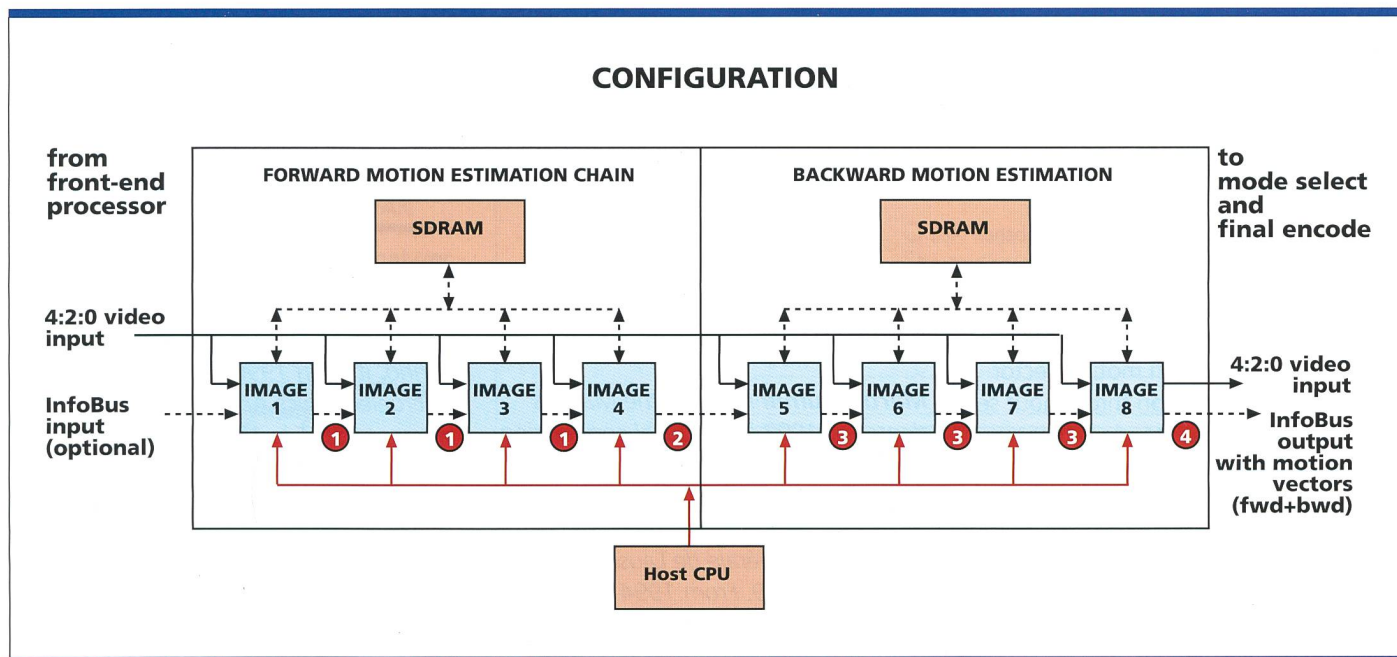 CONFIGURATION
from
front-end
processor
FORWARD MOTION ESTIMATION CHAIN
BACKWARD MOTION ESTIMATION
to
mode select
and
final encode
SDRAM
SDRAM
4:2:0 video
input
IMAGE
1
IMAGE
2
IMAGE
3
IMAGE
4
IMAGE
5
IMAGE
6
IMAGE
7
IMAGE
8
4:2:0 video
input
InfoBus
input
(optional)
1
1
1
2
3
3
3
4
InfoBus
output
with motion
vectors
(fwd+bwd)
Host CPU